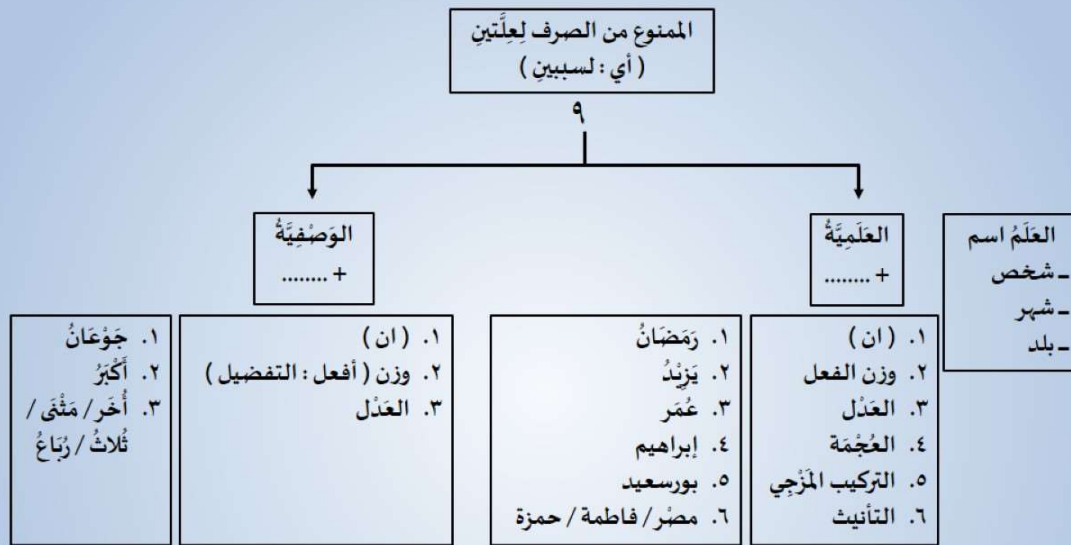 الممنوع من الصرف لِعِلَّتينِ
( أي : لسببينِ )
٩
العَلَمُ اسم
ـ شخص
ـ شهر
ـ بلد
العَلَمِيَّةُ
+ ........
الوَصْفِيَّةُ
+ ........
١. ( ان )
٢. وزن الفعل
٣. العَدْل
٤. العُجْمَة
٥. التركيب المَزْجِي
٦. التأنيث
١. رَمَضَانُ
٢. يَزِيْدُ
٣. عُمَر
٤. إبراهيم
٥. بورسعيد
٦. مصْر / فاطمة / حمزة
١. ( ان )
٢. وزن ( أفعل : التفضيل )
٣. العَدْل
١. جَوْعَانُ
٢. أَكْبَرُ
٣. أُخَر / مَثْنَى /
ثُلاثُ / رُبَاعُ